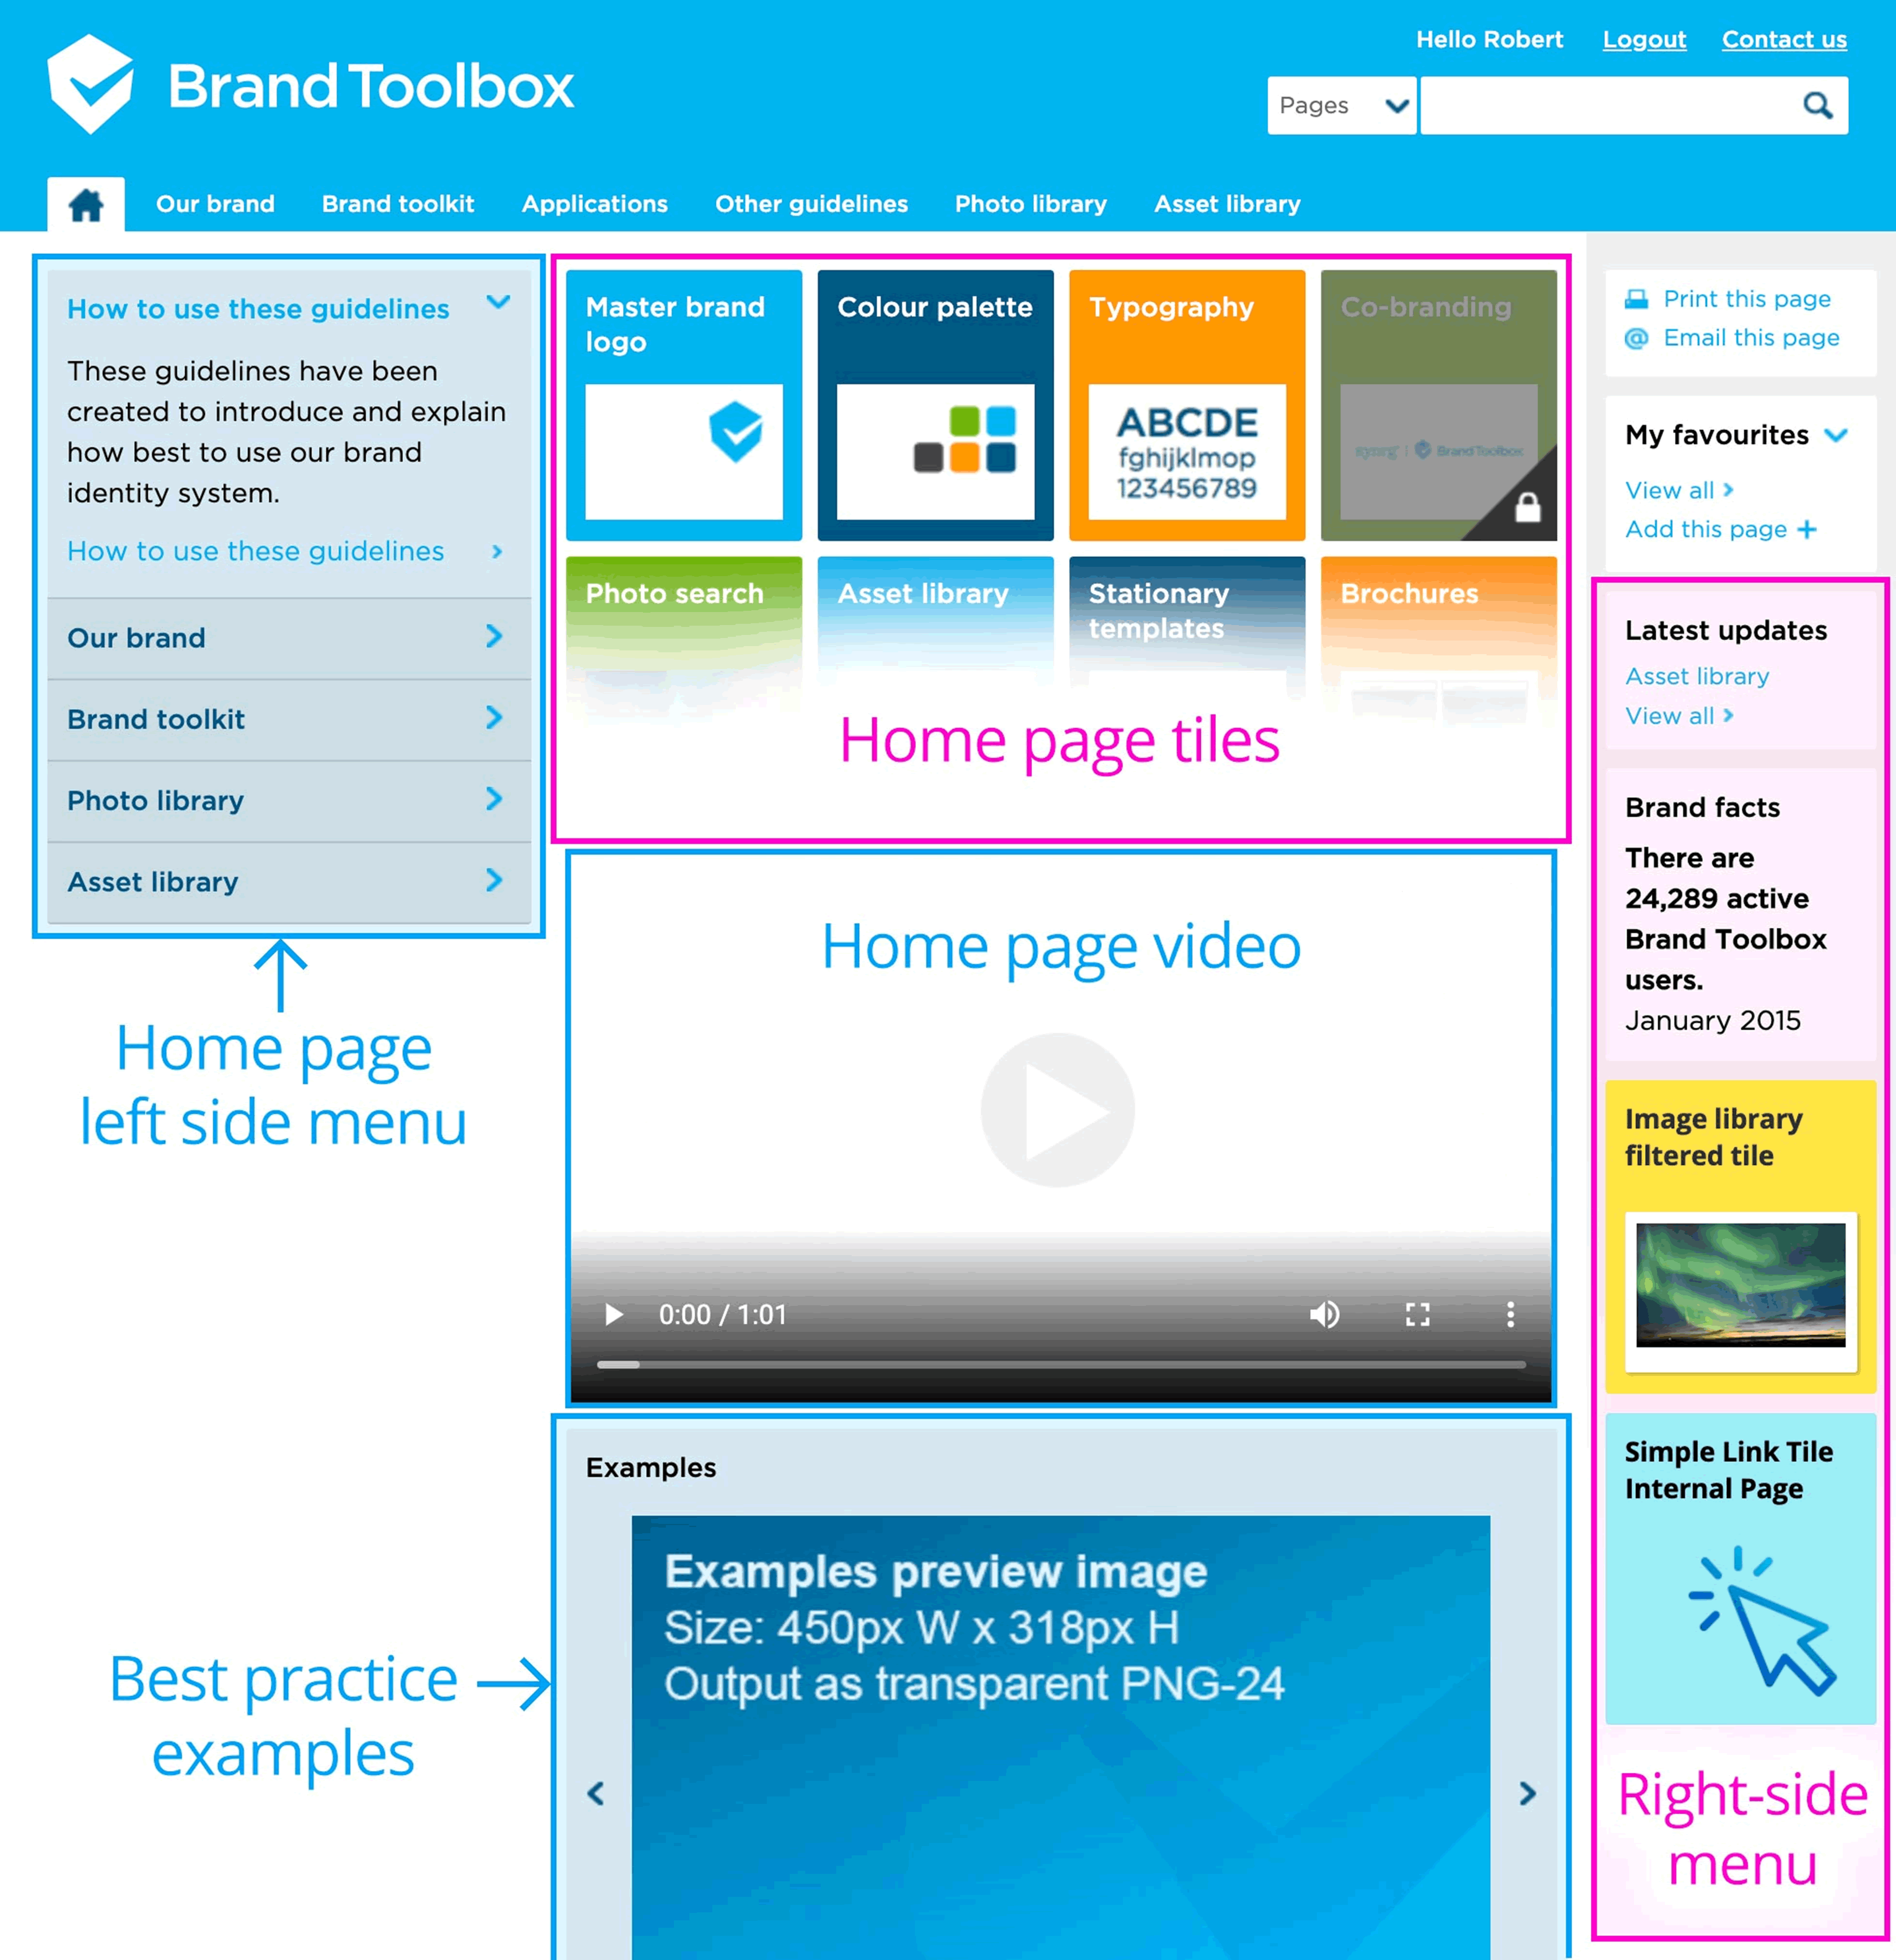 Hello Robert Logout Contact us
Brand Toolbox
Pages
Our brand Brand toolkit Applications Other guidelines Photo library Asset library
How to use these guidelines
These guidelines have been
created to introduce and explain
how best to use our brand
identity system.
How to use these guidelines
Our brand
Brand toolkit
Photo library
Asset library
Home page
left side menu
Master brand
logo
Colour palette
Typography
ABCDE
fghijklmop
123456789
Co-branding
Brand Toolbox
Photo search
Asset library
Stationary
templates
Brochures
Home page tiles
Home page video
0:00 / 1:01
Best practice
examples
Examples
Examples preview image
Size: 450px W x 318px H
Output as transparent PNG-24
Print this page
Email this page
My favourites
View all
Add this page
Latest updates
Asset library
View all
Brand facts
There are
24,289 active
Brand Toolbox
users.
January 2015
Image library
filtered tile
Simple Link Tile
Internal Page
Right-side
menu